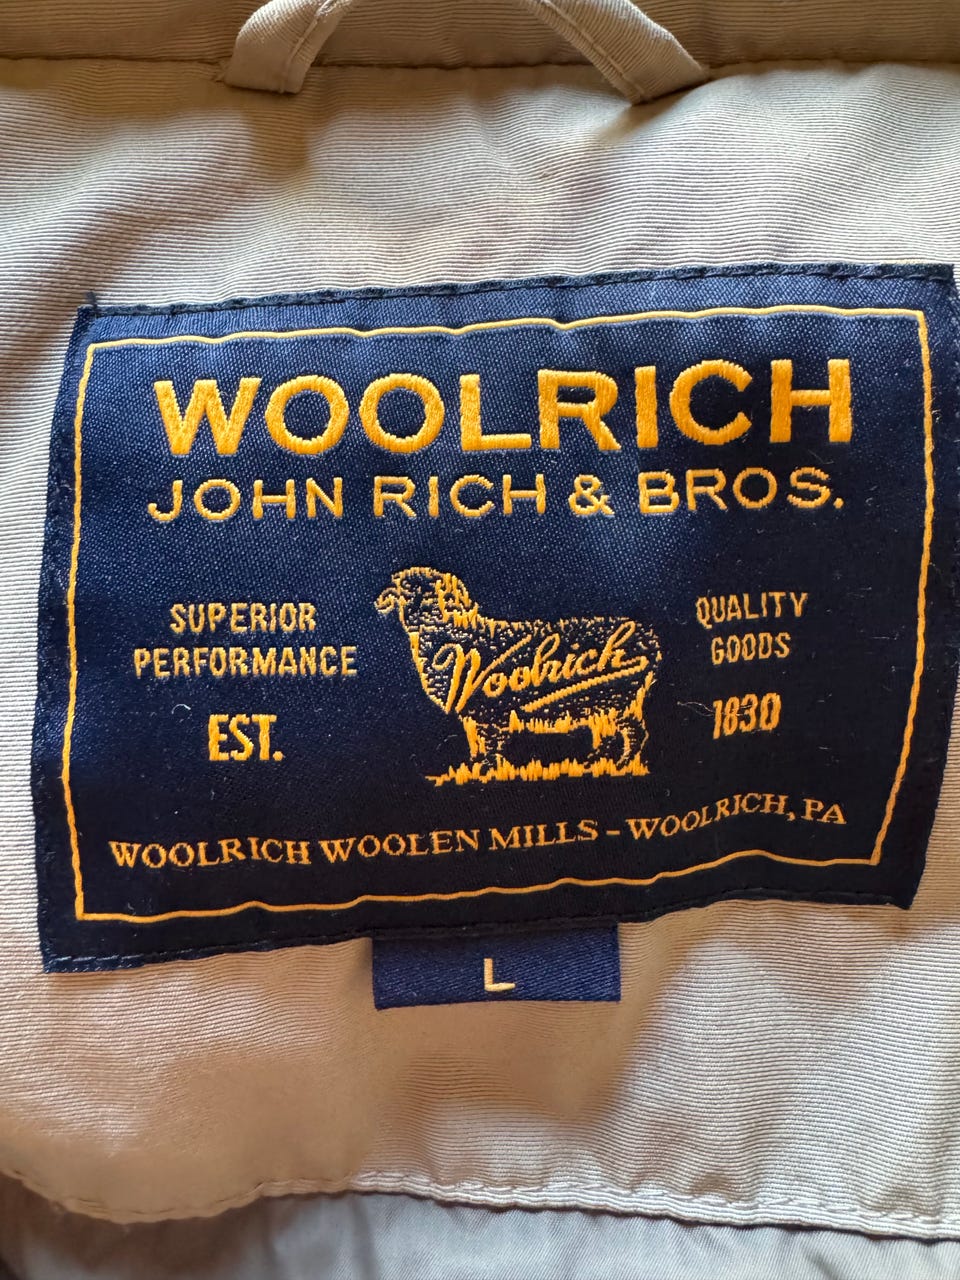 WOOLRICH
JOHN RICH & BROS.
SUPERIOR
PERFORMANCE
EST.
Woolrich
QUALITY
GOODS
1830
WOOLRICH WOOLEN MILLS - WOOLRICH, PA
L